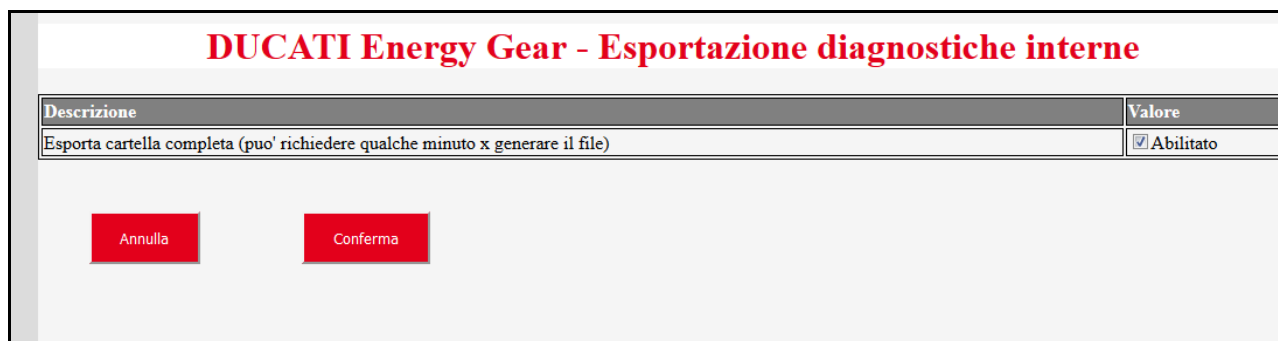 DUCATI Energy Gear - Esportazione diagnostiche interne
Descrizione Valore
Esporta cartella completa (puo' richiedere qualche minuto x generare il file) Abilitato
Annulla Conferma